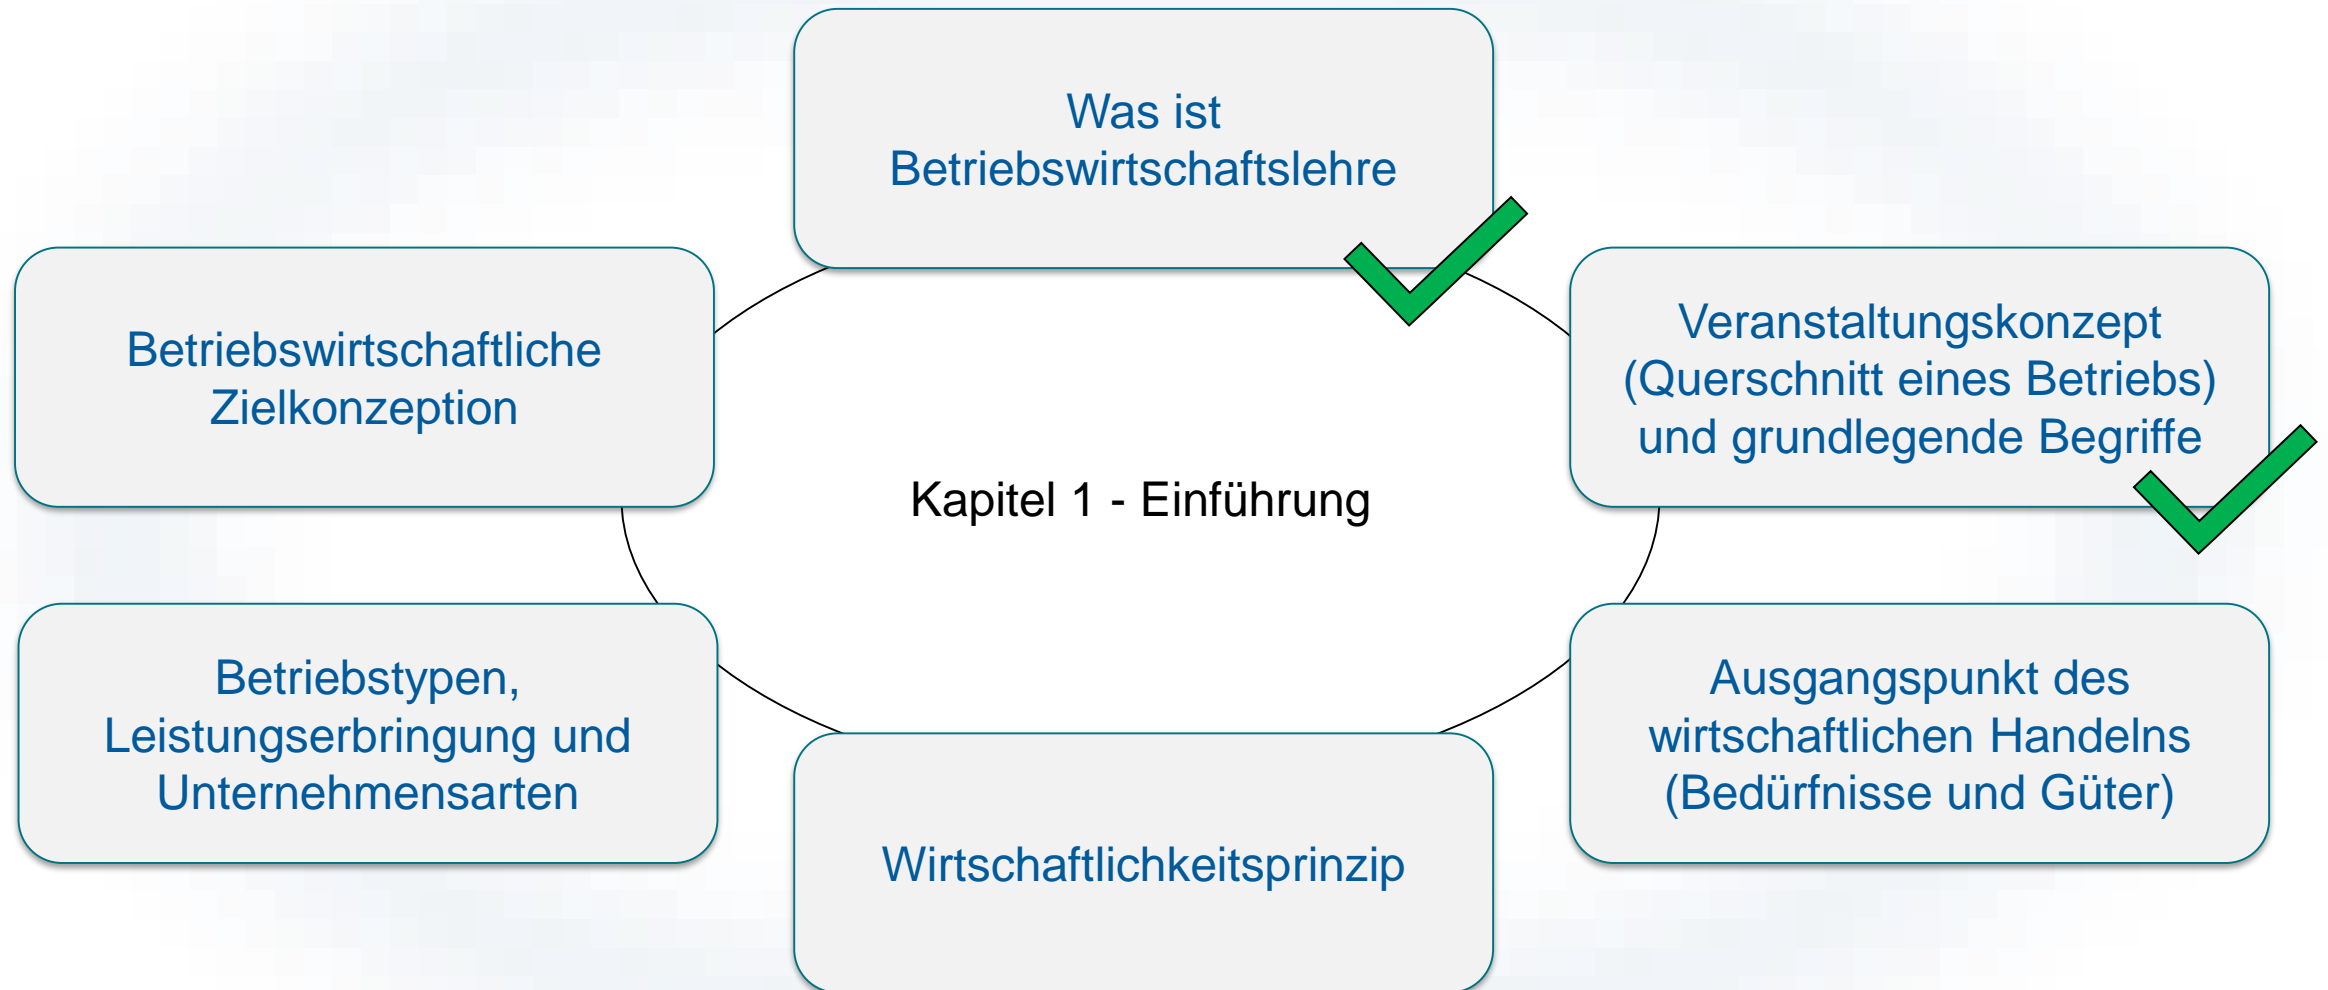 Was ist
Betriebswirtschaftslehre
Betriebswirtschaftliche
Zielkonzeption
Veranstaltungskonzept
(Querschnitt eines Betriebs)
und grundlegende Begriffe
Kapitel 1 - Einführung
Betriebstypen,
Leistungserbringung und
Unternehmensarten
Ausgangspunkt des
wirtschaftlichen Handelns
(Bedürfnisse und Güter)
Wirtschaftlichkeitsprinzip